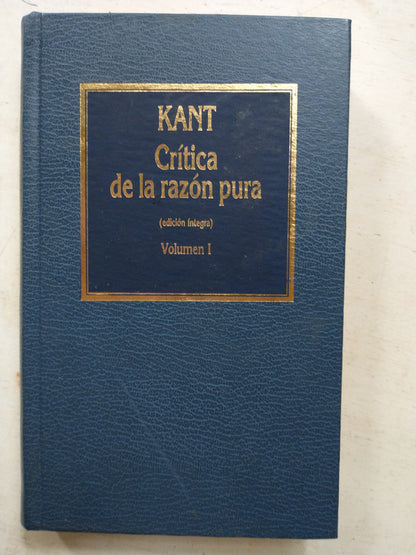 KANT
Crítica
de la razón pura
(edición íntegra)
Volumen I